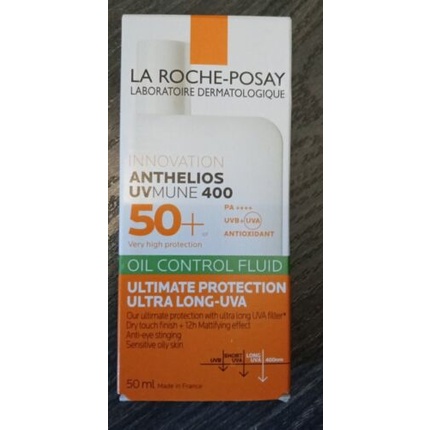 LA ROCHE-POSAY
LABORATOIRE DERMATOLOGIQUE
INNOVATION
ANTHELIOS
UVMUNE 400
50+
Very high protection
PA ++++
UVB + UVA
ANTIOXIDANT
OIL CONTROL FLUID
ULTIMATE PROTECTION
ULTRA LONG-UVA
Our ultimate protection with ultra long UVA filter*
Dry touch finish + 12h Mattifying effect
Anti-eye stinging
Sensitive oily skin
UVB
SHORT UVA
LONG UVA
400nm
50 ml Made in France